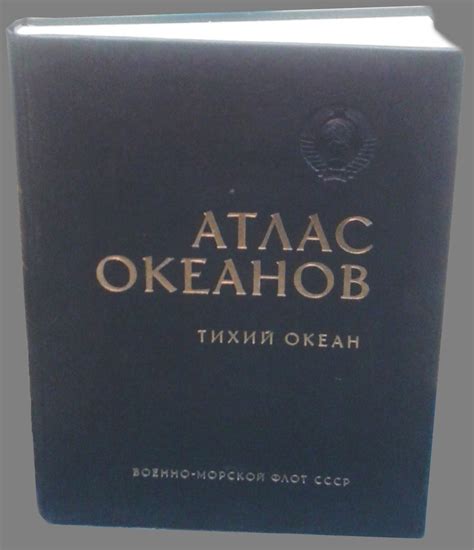 АТЛАС
ОКЕАНОВ
ТИХИЙ ОКЕАН
ВОЕННО-МОРСКОЙ ФЛОТ СССР